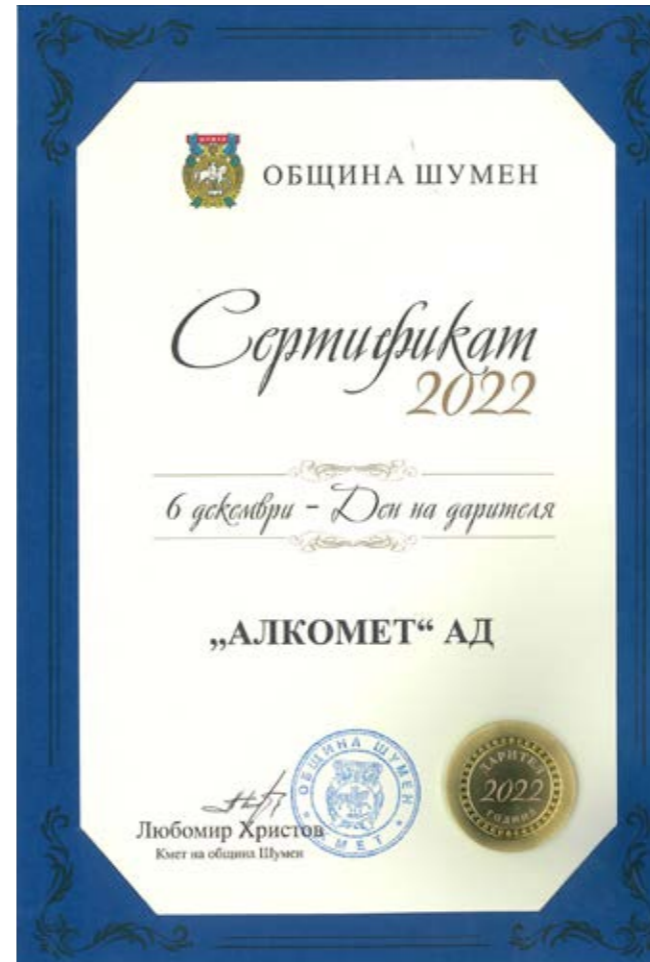 ОБЩИНА ШУМЕН
Сертификат
2022
6 декември - Ден на дарителя
„АЛКОМЕТ“ АД
Любомир Христов
Кмет на община Шумен
ОБЩИНА ШУМЕН
КМЕТ
ДАРИТЕЛ
2022
ГОДИНА